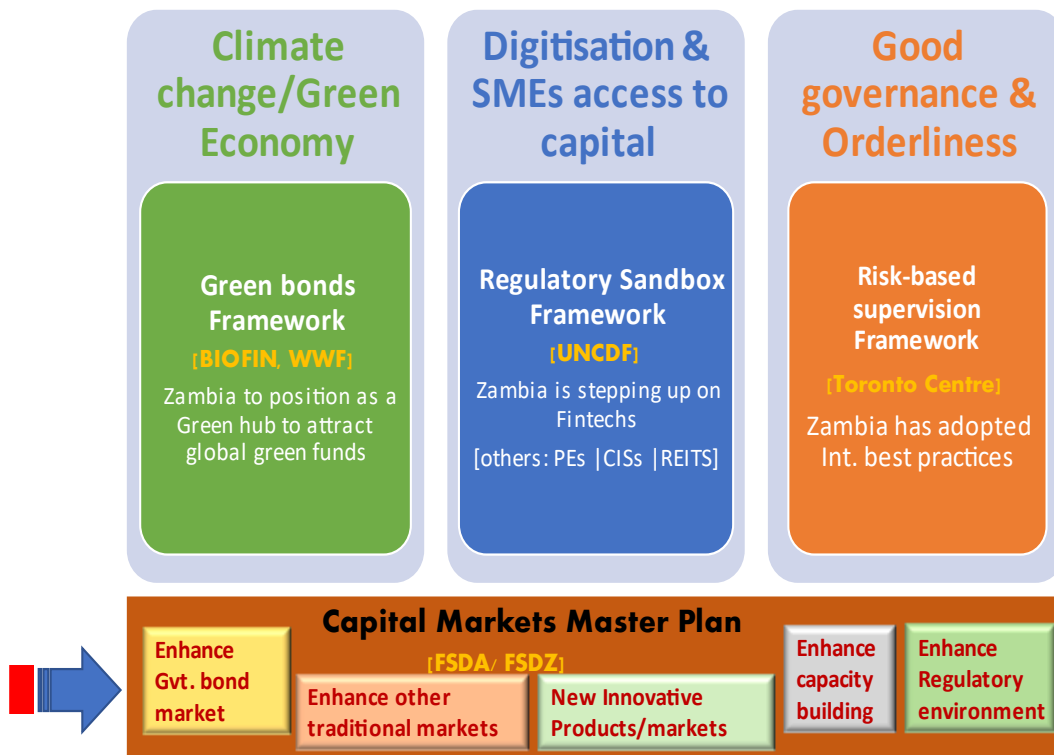 Climate
change/Green
Economy
Green bonds
Framework
[BIOFIN, WWF]
Zambia to position as a
Green hub to attract
global green funds
Digitisation &
SMEs access to
capital
Regulatory Sandbox
Framework
[UNCDF]
Zambia is stepping up on
Fintechs
[others: PEs |CISs |REITS]
Good
governance &
Orderliness
Risk-based
supervision
Framework
[Toronto Centre]
Zambia has adopted
Int. best practices
Capital Markets Master Plan
[FSDA/ FSDZ]
Enhance
Gvt. bond
market
Enhance other
traditional markets
New Innovative
Products/markets
Enhance
capacity
building
Enhance
Regulatory
environment